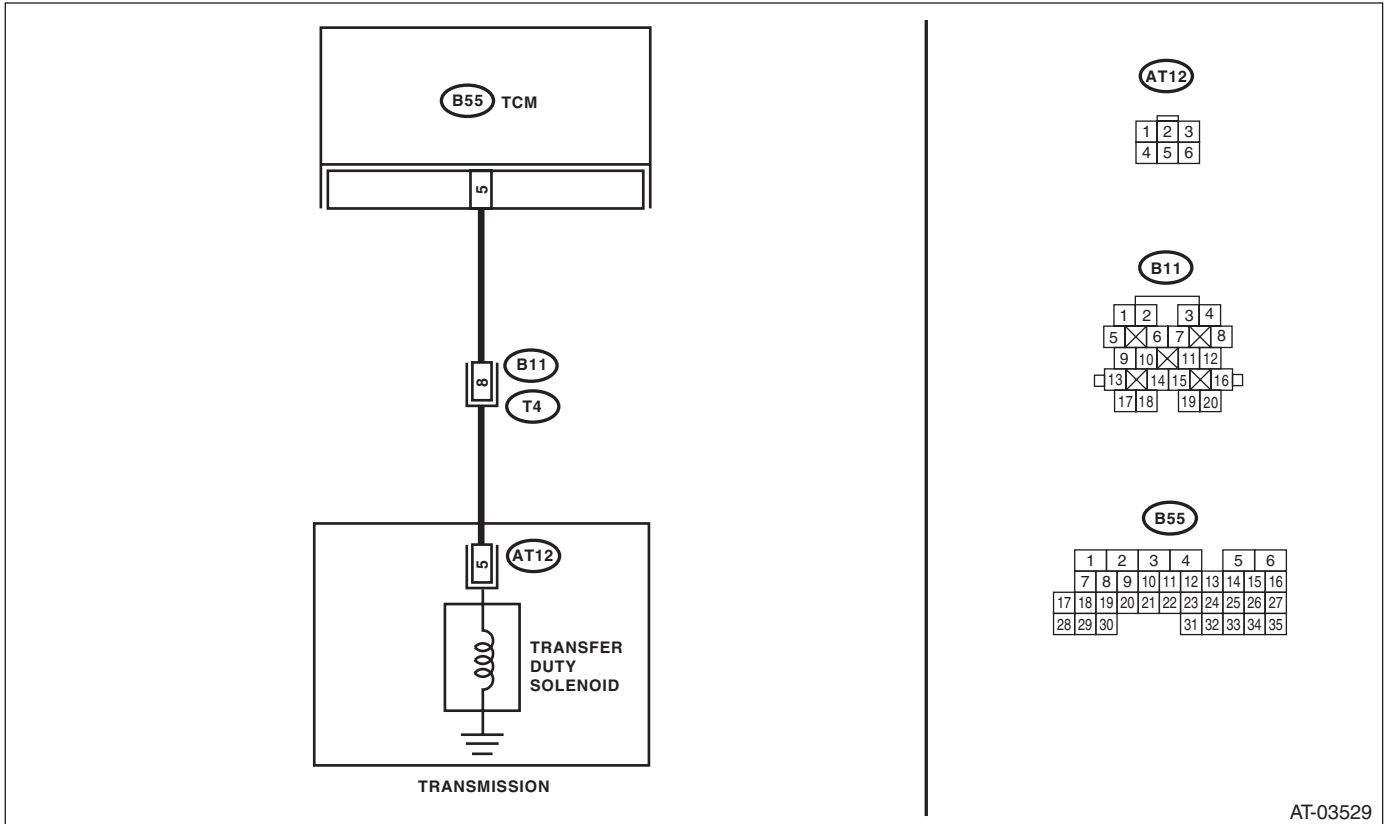 B55 TCM
5
8
B11
T4
5
AT12
TRANSFER
DUTY
SOLENOID
TRANSMISSION
AT12
1 2 3
4 5 6
B11
1 2 3 4
5 6 7 8
9 10 11 12
13 14 15 16
17 18 19 20
B55
1 2 3 4 5 6
7 8 9 10 11 12 13 14 15 16
17 18 19 20 21 22 23 24 25 26 27
28 29 30 31 32 33 34 35
AT-03529